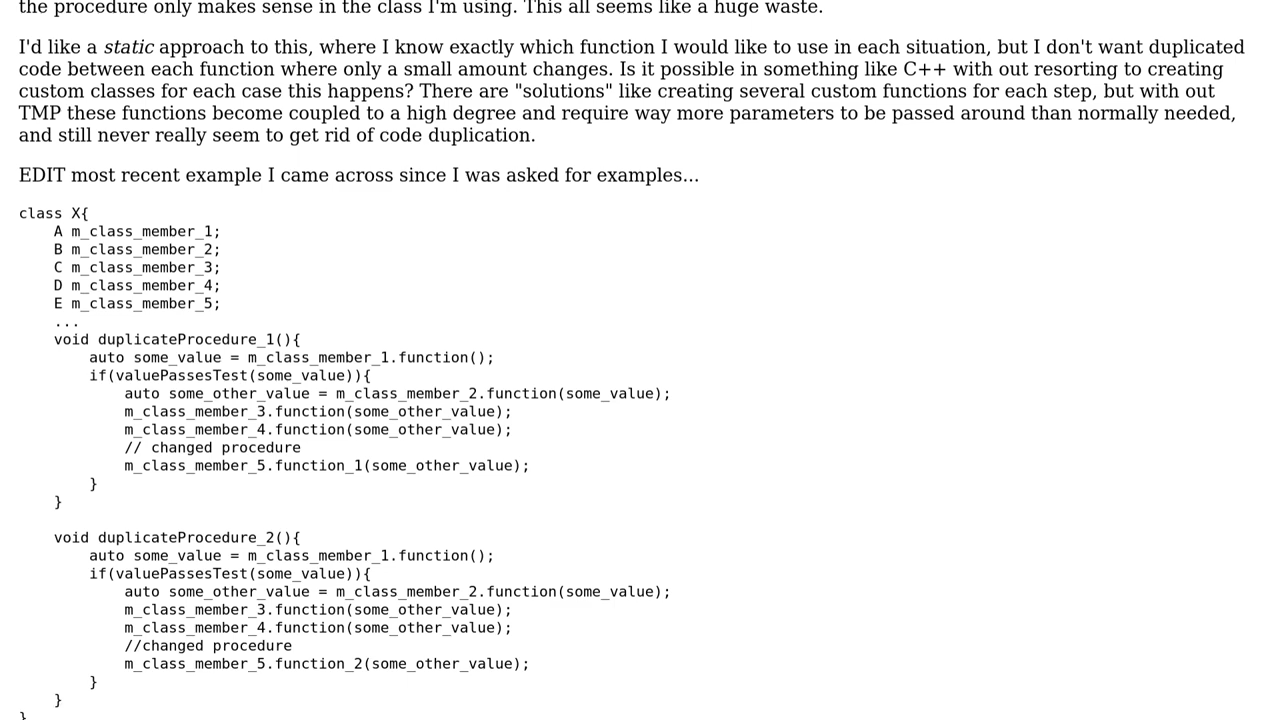 the procedure only makes sense in the class I'm using. This all seems like a huge waste.
I'd like a static approach to this, where I know exactly which function I would like to use in each situation, but I don't want duplicated
code between each function where only a small amount changes. Is it possible in something like C++ with out resorting to creating
custom classes for each case this happens? There are "solutions" like creating several custom functions for each step, but with out
TMP these functions become coupled to a high degree and require way more parameters to be passed around than normally needed,
and still never really seem to get rid of code duplication.
EDIT most recent example I came across since I was asked for examples...
class X{
    A m_class_member_1;
    B m_class_member_2;
    C m_class_member_3;
    D m_class_member_4;
    E m_class_member_5;
    ...
    void duplicateProcedure_1(){
        auto some_value = m_class_member_1.function();
        if(valuePassesTest(some_value)){
            auto some_other_value = m_class_member_2.function(some_value);
            m_class_member_3.function(some_other_value);
            m_class_member_4.function(some_other_value);
            // changed procedure
            m_class_member_5.function_1(some_other_value);
        }
    }
    void duplicateProcedure_2(){
        auto some_value = m_class_member_1.function();
        if(valuePassesTest(some_value)){
            auto some_other_value = m_class_member_2.function(some_value);
            m_class_member_3.function(some_other_value);
            m_class_member_4.function(some_other_value);
            //changed procedure
            m_class_member_5.function_2(some_other_value);
        }
    }
}